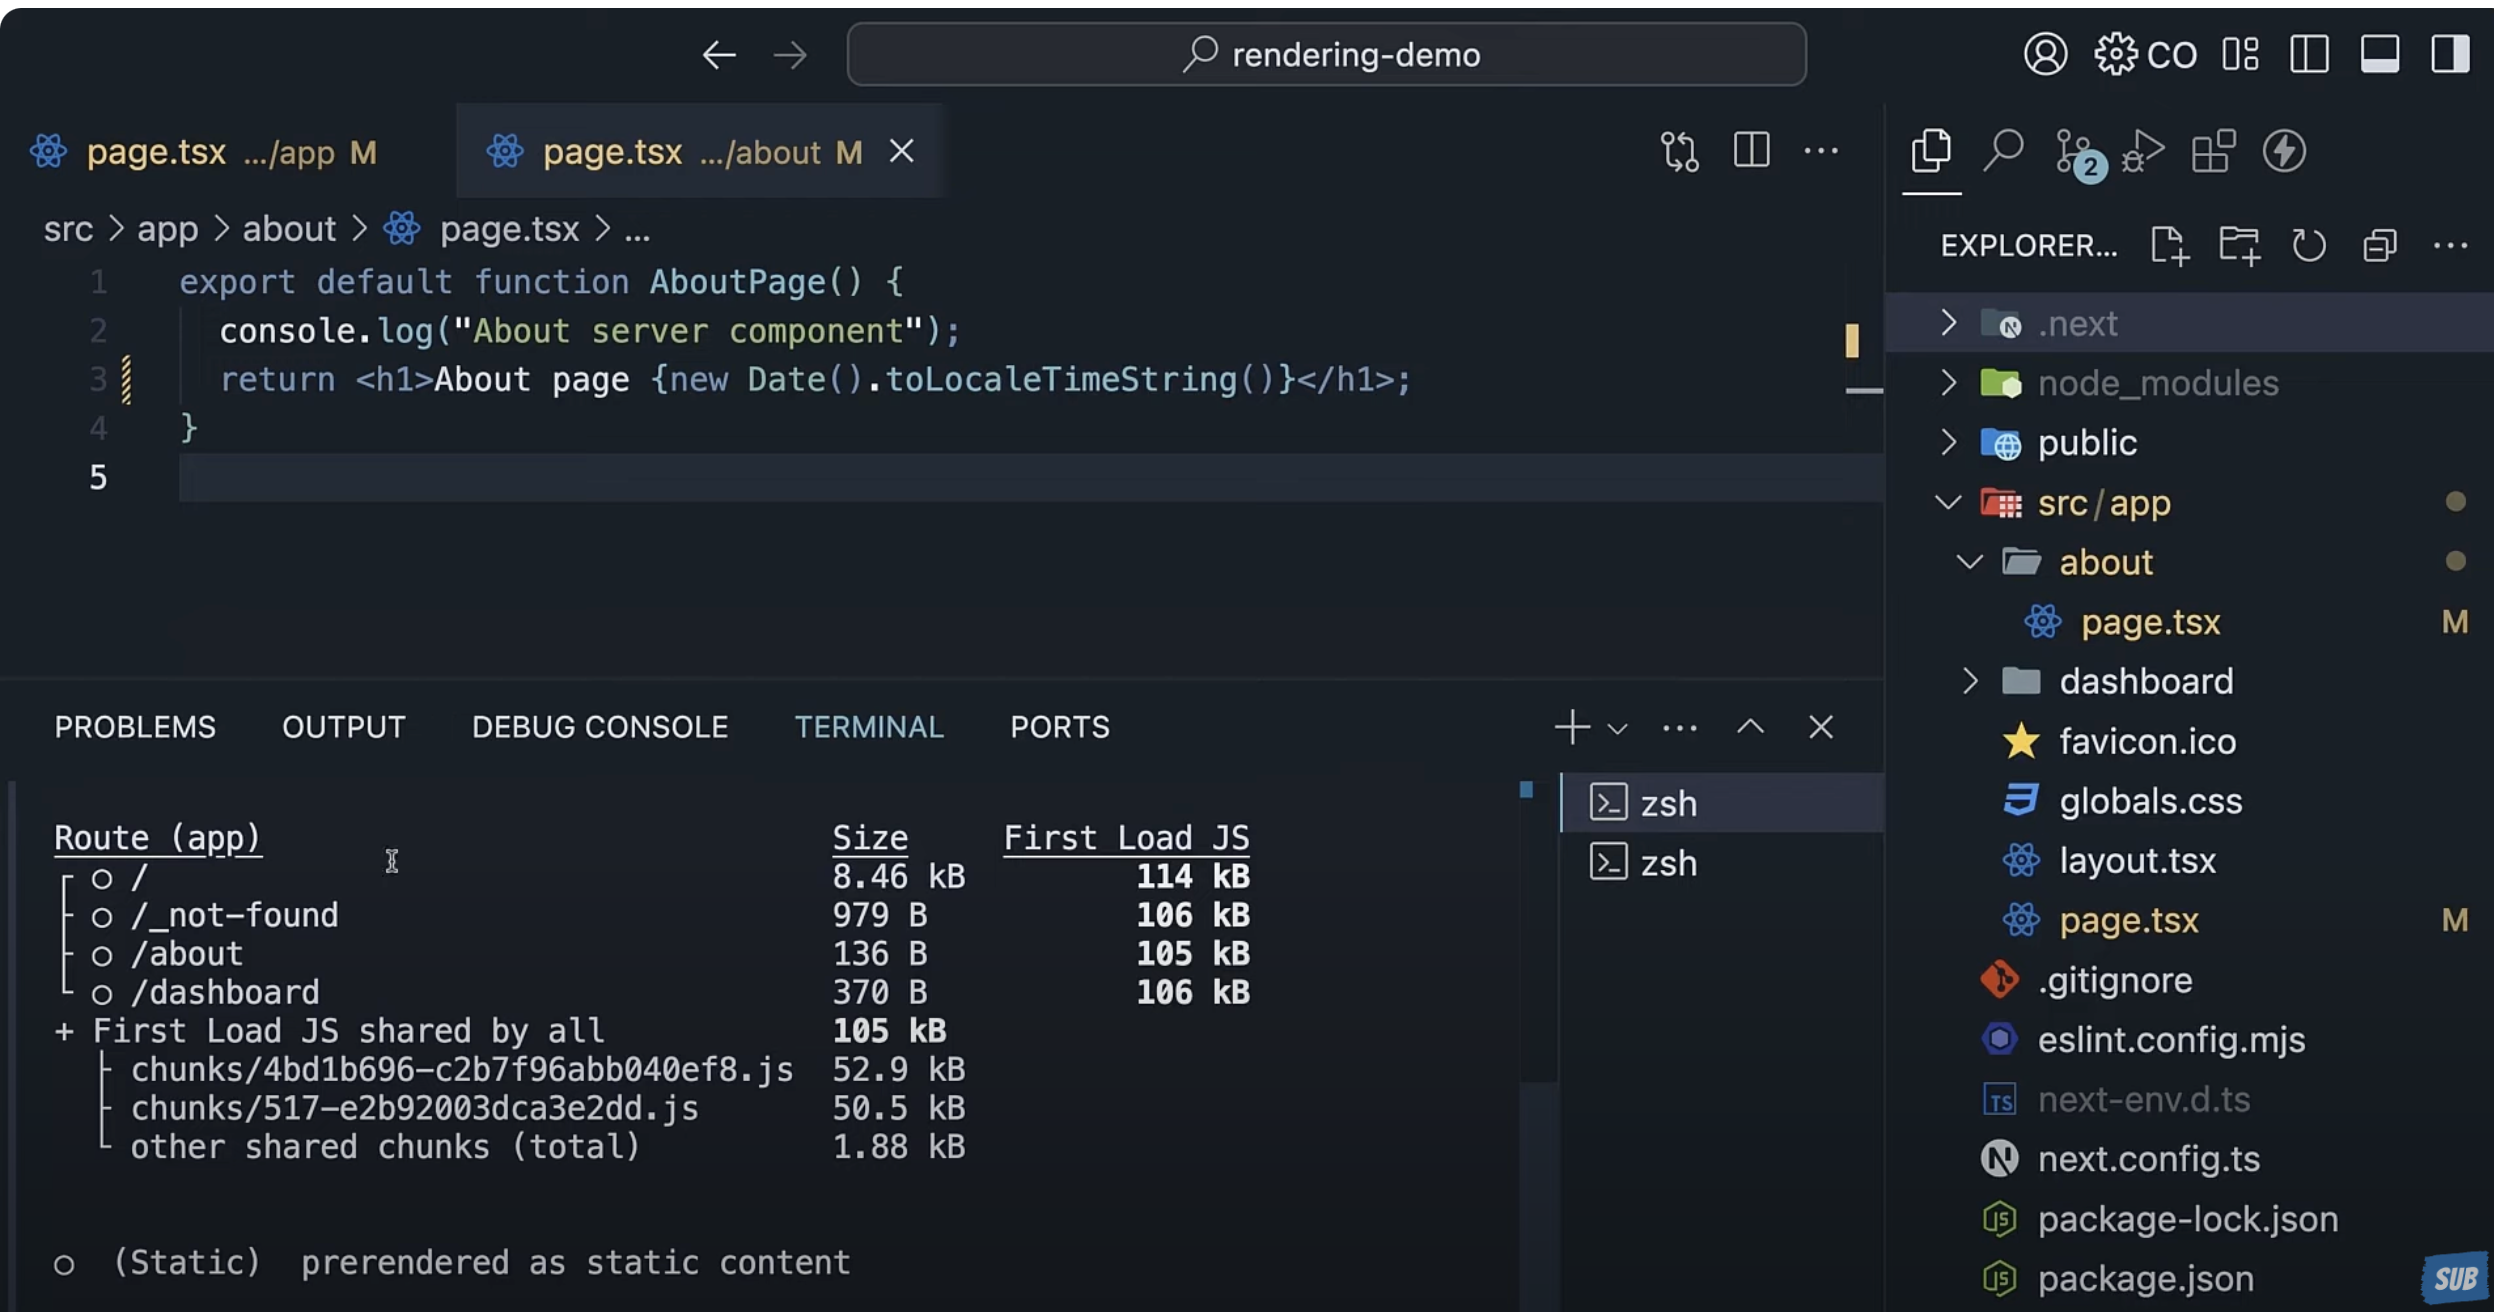 rendering-demo
CO
page.tsx .../app M
page.tsx .../about M
2
src > app > about > page.tsx > ...
1 export default function AboutPage() {
2 console.log("About server component");
3 return <h1>About page {new Date().toLocaleTimeString()}</h1>;
4 }
5
PROBLEMS OUTPUT DEBUG CONSOLE TERMINAL PORTS
Route (app) Size First Load JS
┌ ○ / 8.46 kB 114 kB
├ ○ /_not-found 979 B 106 kB
├ ○ /about 136 B 105 kB
└ ○ /dashboard 370 B 106 kB
+ First Load JS shared by all 105 kB
├ chunks/4bd1b696-c2b7f96abb040ef8.js 52.9 kB
├ chunks/517-e2b92003dca3e2dd.js 50.5 kB
└ other shared chunks (total) 1.88 kB
○ (Static) prerendered as static content
zsh
zsh
EXPLORER...
.next
node_modules
public
src/app
about
page.tsx M
dashboard
favicon.ico
globals.css
layout.tsx
page.tsx M
.gitignore
eslint.config.mjs
TS next-env.d.ts
next.config.ts
package-lock.json
package.json
SUB